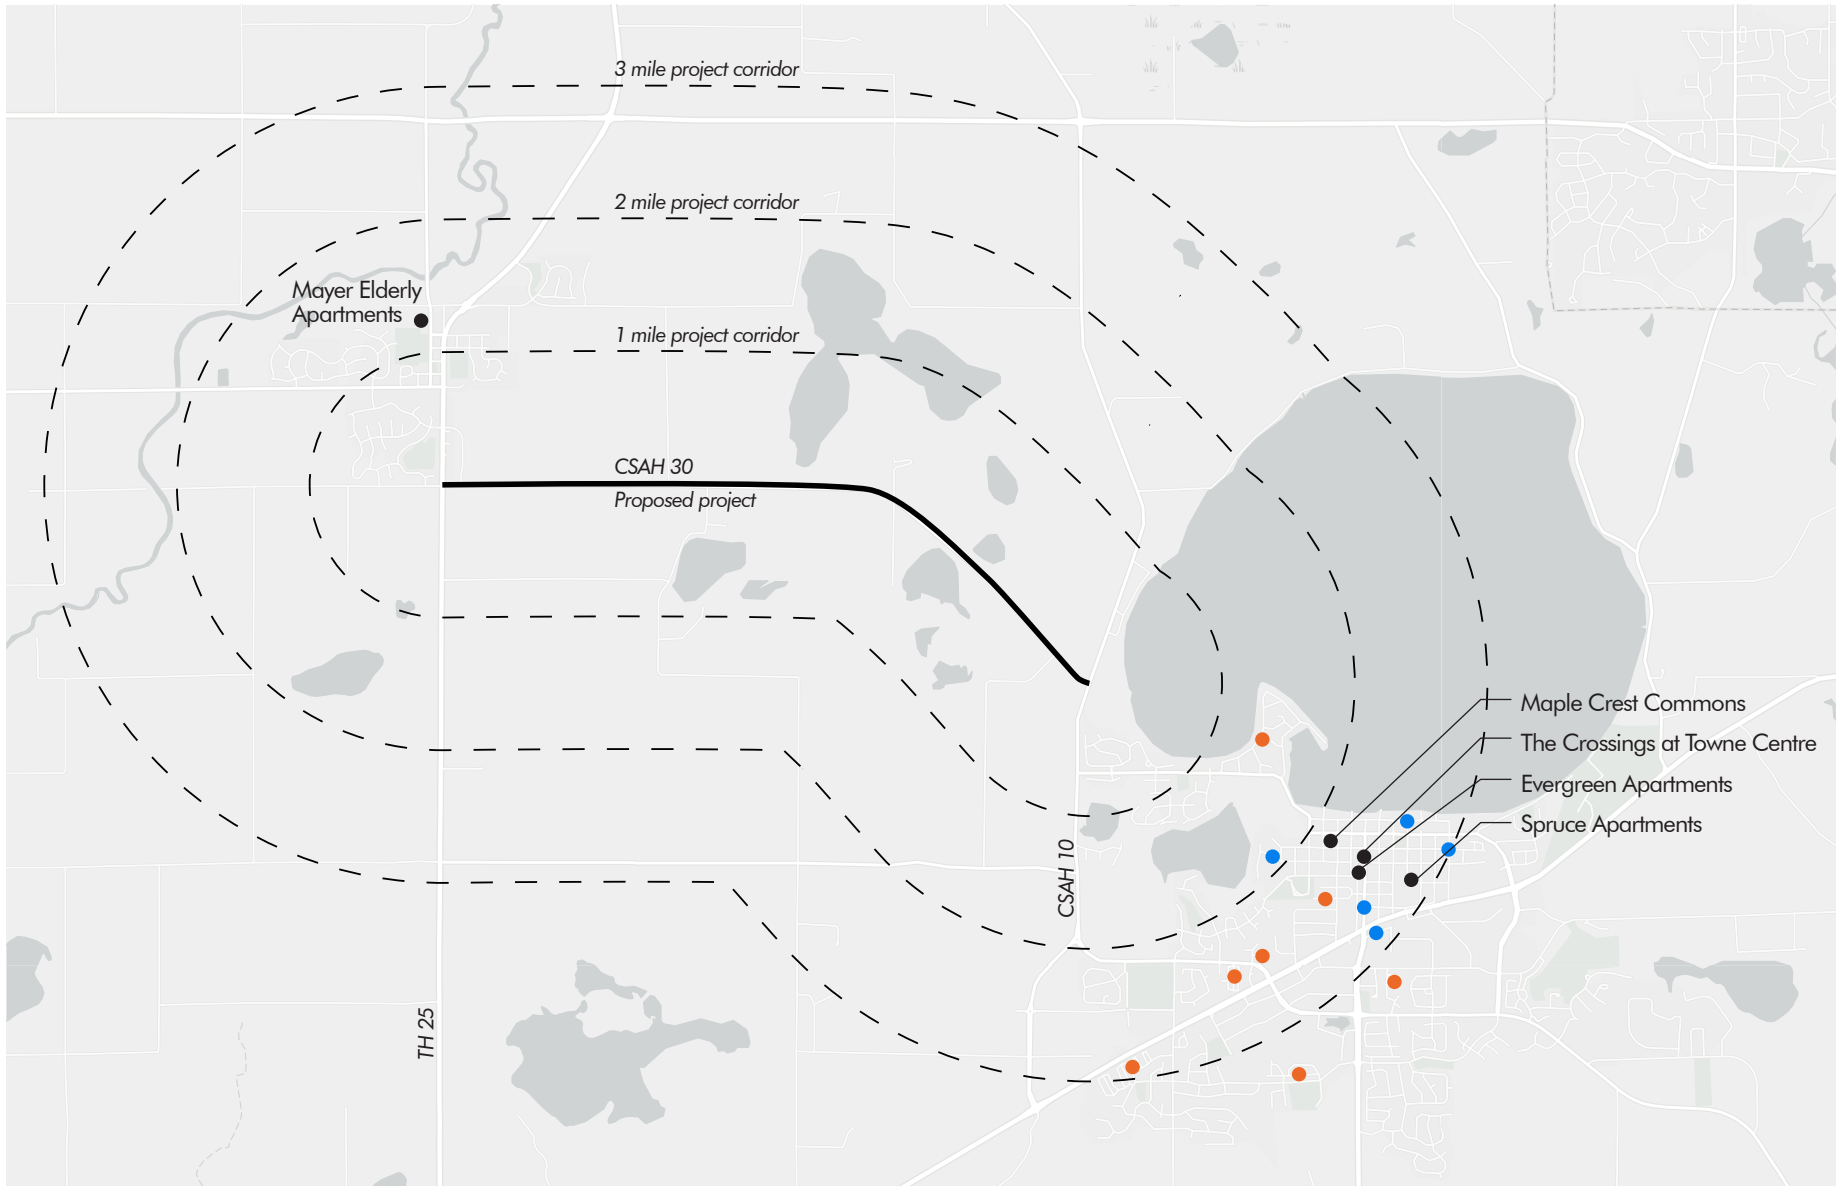 3 mile project corridor
2 mile project corridor
Mayer Elderly
Apartments
1 mile project corridor
CSAH 30
Proposed project
Maple Crest Commons
The Crossings at Towne Centre
Evergreen Apartments
Spruce Apartments
CSAH 10
TH 25